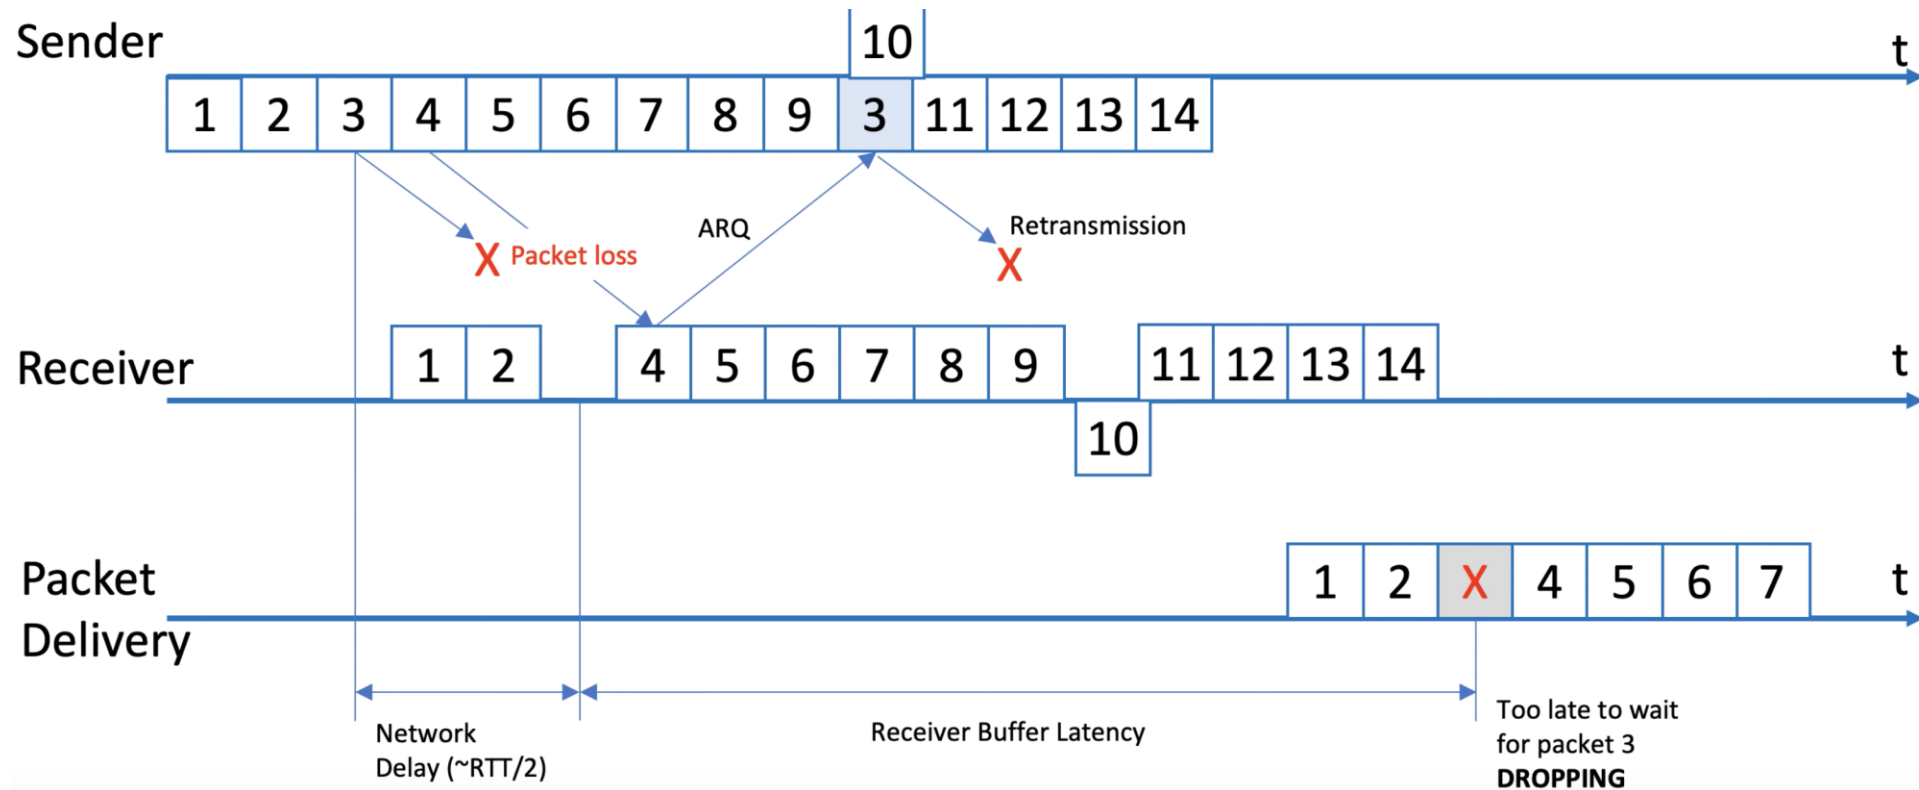 Sender
10
t
1 2 3 4 5 6 7 8 9 3 11 12 13 14
ARQ
Retransmission
X Packet loss
X
Receiver
1 2 4 5 6 7 8 9 11 12 13 14
t
10
Packet
Delivery
1 2 X 4 5 6 7
t
Network
Delay (~RTT/2)
Receiver Buffer Latency
Too late to wait
for packet 3
DROPPING